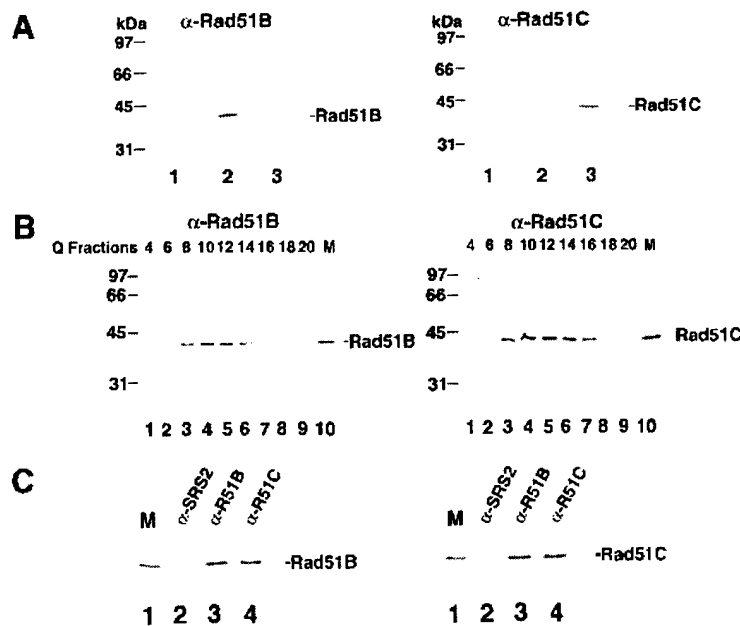 A
kDa α-Rad51B
97–
66–
45–
-Rad51B
31–
1 2 3
kDa α-Rad51C
97–
66–
45–
-Rad51C
31–
1 2 3
B
α-Rad51B
Q Fractions 4 6 8 10 12 14 16 18 20 M
97–
66–
45–
-Rad51B
31–
1 2 3 4 5 6 7 8 9 10
α-Rad51C
4 6 8 10 12 14 16 18 20 M
97–
66–
45–
Rad51C
31–
1 2 3 4 5 6 7 8 9 10
C
M α-SRS2 α-R51B α-R51C
-Rad51B
1 2 3 4
M α-SRS2 α-R51B α-R51C
-Rad51C
1 2 3 4